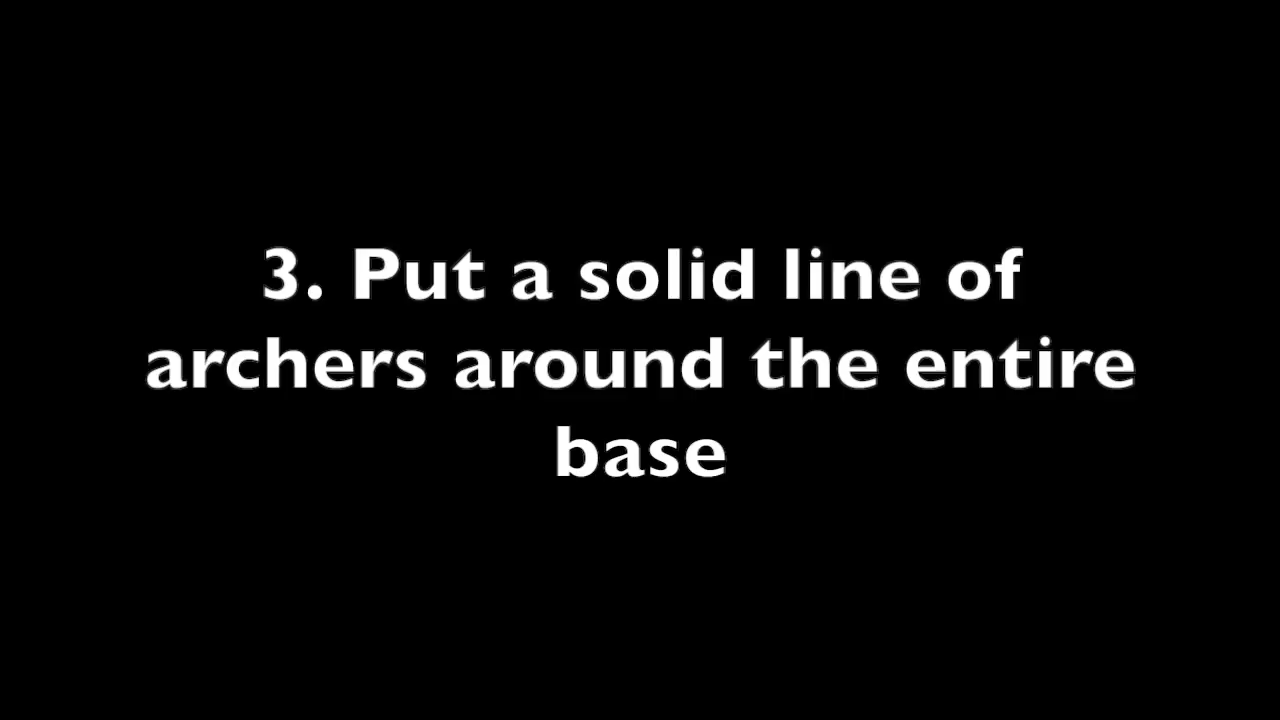 3. Put a solid line of
archers around the entire
base